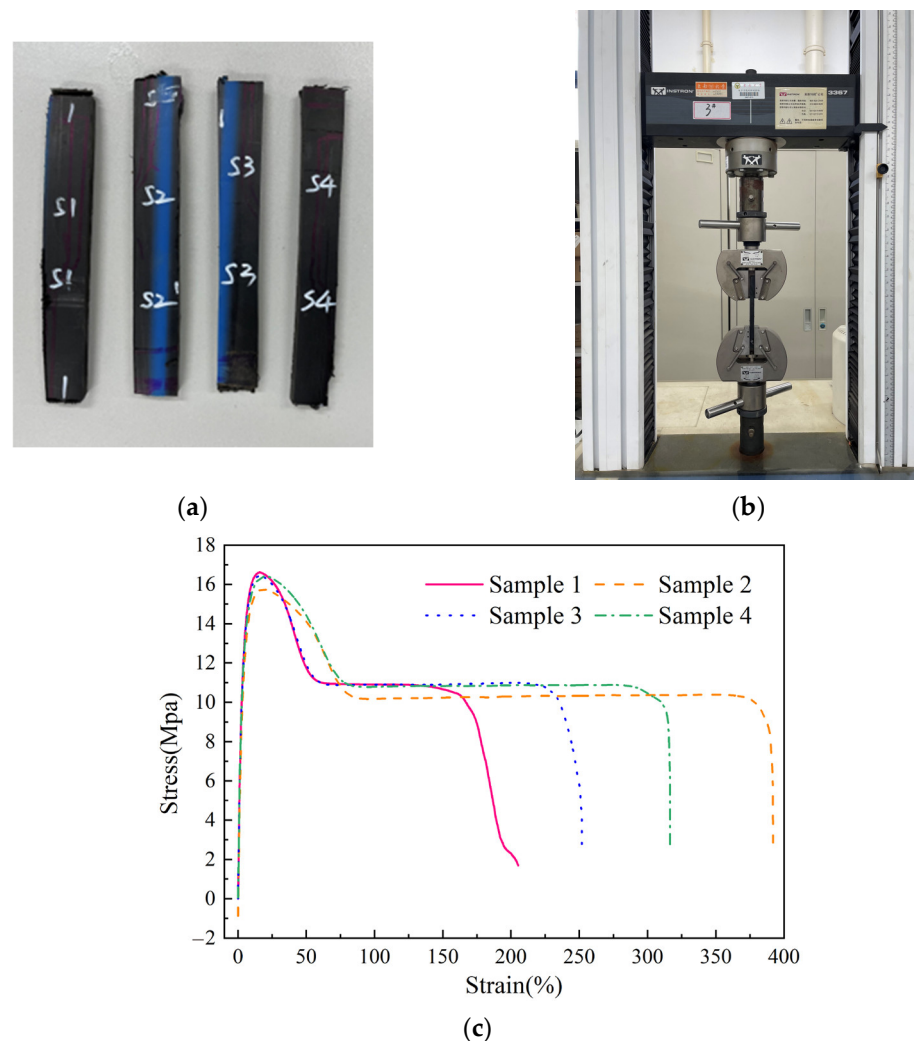 1
S1
S1
1
S5
S2
S2
1
S3
S3
S4
S4
INSTRON
3#
3367
(a)
(b)
18
16
14
12
10
8
6
4
2
0
−2
Stress(Mpa)
Sample 1
Sample 2
Sample 3
Sample 4
0 50 100 150 200 250 300 350 400
Strain(%)
(c)